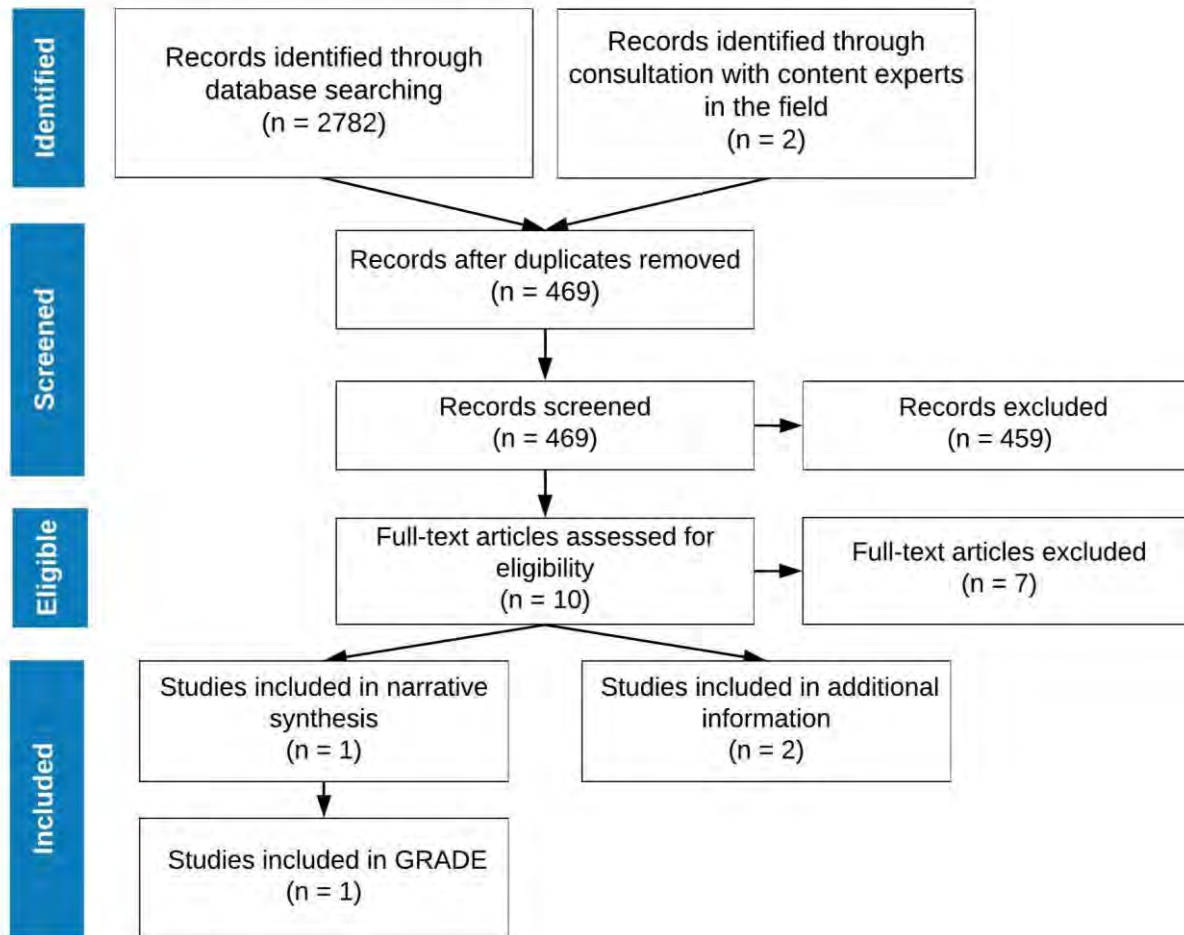 Identified
Records identified through
database searching
(n = 2782)
Records identified through
consultation with content experts
in the field
(n = 2)
Screened
Records after duplicates removed
(n = 469)
Records screened
(n = 469)
Records excluded
(n = 459)
Eligible
Full-text articles assessed for
eligibility
(n = 10)
Full-text articles excluded
(n = 7)
Included
Studies included in narrative
synthesis
(n = 1)
Studies included in additional
information
(n = 2)
Studies included in GRADE
(n = 1)